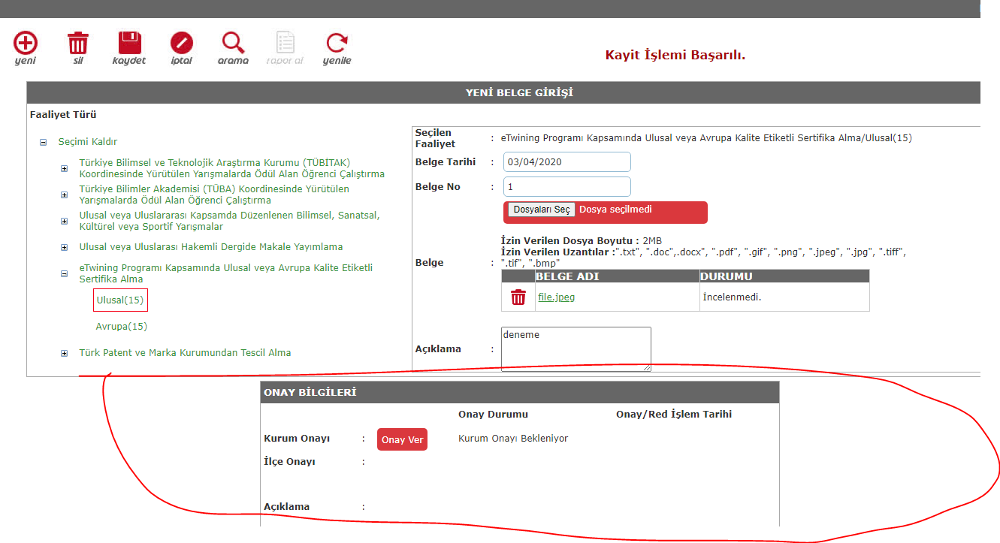 yeni sil kaydet iptal arama rapor al yenile
Kayit İşlemi Başarılı.
YENİ BELGE GİRİŞİ
Faaliyet Türü
Seçimi Kaldır
Türkiye Bilimsel ve Teknolojik Araştırma Kurumu (TÜBİTAK)
Koordinesinde Yürütülen Yarışmalarda Ödül Alan Öğrenci Çalıştırma
Türkiye Bilimler Akademisi (TÜBA) Koordinesinde Yürütülen
Yarışmalarda Ödül Alan Öğrenci Çalıştırma
Ulusal veya Uluslararası Kapsamda Düzenlenen Bilimsel, Sanatsal,
Kültürel veya Sportif Yarışmalar
Ulusal veya Uluslarası Hakemli Dergide Makale Yayımlama
eTwining Programı Kapsamında Ulusal veya Avrupa Kalite Etiketli
Sertifika Alma
Ulusal(15)
Avrupa(15)
Türk Patent ve Marka Kurumundan Tescil Alma
Seçilen
Faaliyet : eTwining Programı Kapsamında Ulusal veya Avrupa Kalite Etiketli Sertifika Alma/Ulusal(15)
Belge Tarihi : 03/04/2020
Belge No : 1
Dosyaları Seç Dosya seçilmedi
İzin Verilen Dosya Boyutu : 2MB
İzin Verilen Uzantılar :".txt", ".doc",.docx", ".pdf", ".gif", ".png", ".jpeg", ".jpg", ".tiff",
Belge : ".tif", ".bmp"
BELGE ADI DURUMU
file.jpeg İncelenmedi.
Açıklama : deneme
ONAY BİLGİLERİ
Onay Durumu Onay/Red İşlem Tarihi
Kurum Onayı : Onay Ver Kurum Onayı Bekleniyor
İlçe Onayı :
Açıklama :